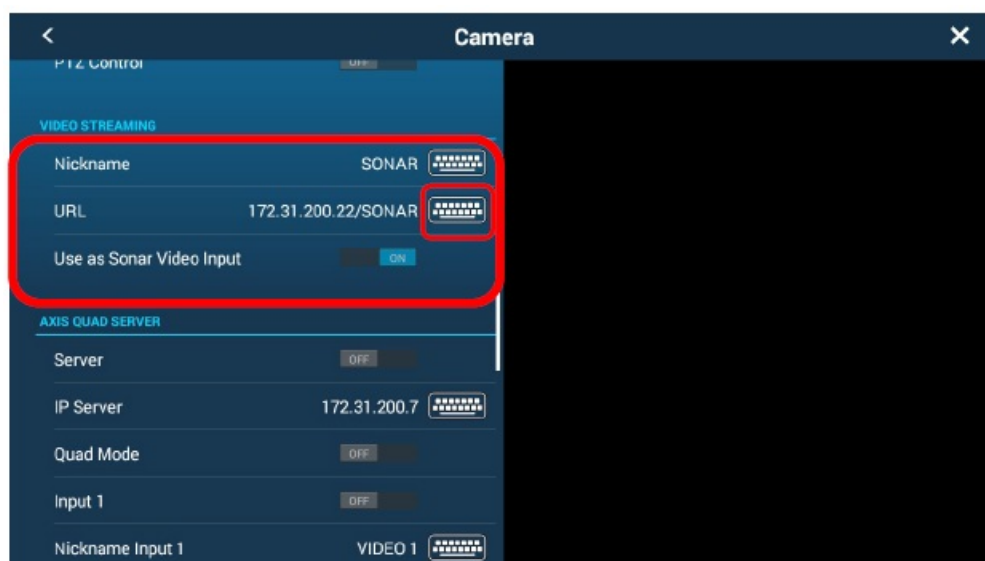 Camera
PTZ Control OFF
VIDEO STREAMING
Nickname SONAR
URL 172.31.200.22/SONAR
Use as Sonar Video Input ON
AXIS QUAD SERVER
Server OFF
IP Server 172.31.200.7
Quad Mode OFF
Input 1 OFF
Nickname Input 1 VIDEO 1